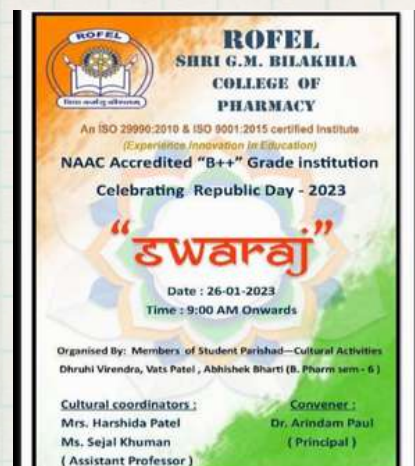 ROFEL
ROFEL
SHRI G.M. BILAKHIA
COLLEGE OF
PHARMACY
An ISO 29990:2010 & ISO 9001:2015 certified Institute
(Experience Innovation in Education)
NAAC Accredited "B++" Grade institution
Celebrating Republic Day - 2023
"swaraj"
Date : 26-01-2023
Time : 9:00 AM Onwards
Organised By: Members of Student Parishad—Cultural Activities
Dhruhi Virendra, Vats Patel , Abhishek Bharti (B. Pharm sem - 6 )
Cultural coordinators :
Mrs. Harshida Patel
Ms. Sejal Khuman
( Assistant Professor )
Convener :
Dr. Arindam Paul
( Principal )